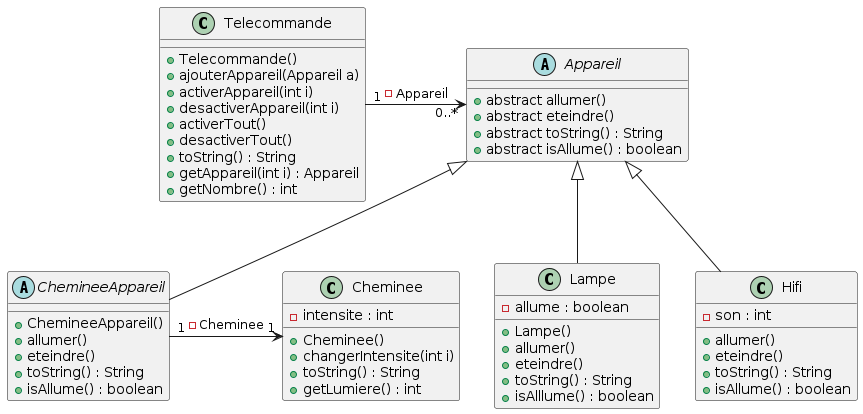 C Telecommande
Telecommande()
ajouterAppareil(Appareil a)
activerAppareil(int i)
desactiverAppareil(int i)
activerTout()
desactiverTout()
toString() : String
getAppareil(int i) : Appareil
getNombre() : int
1
Appareil
0..*
A Appareil
abstract allumer()
abstract eteindre()
abstract toString() : String
abstract isAllume() : boolean
A ChemineeAppareil
ChemineeAppareil()
allumer()
eteindre()
toString() : String
isAllume() : boolean
1
Cheminee
1
C Cheminee
intensite : int
Cheminee()
changerIntensite(int i)
toString() : String
getLumiere() : int
C Lampe
allume : boolean
Lampe()
allumer()
eteindre()
toString() : String
isAlllume() : boolean
C Hifi
son : int
allumer()
eteindre()
toString() : String
isAllume() : boolean